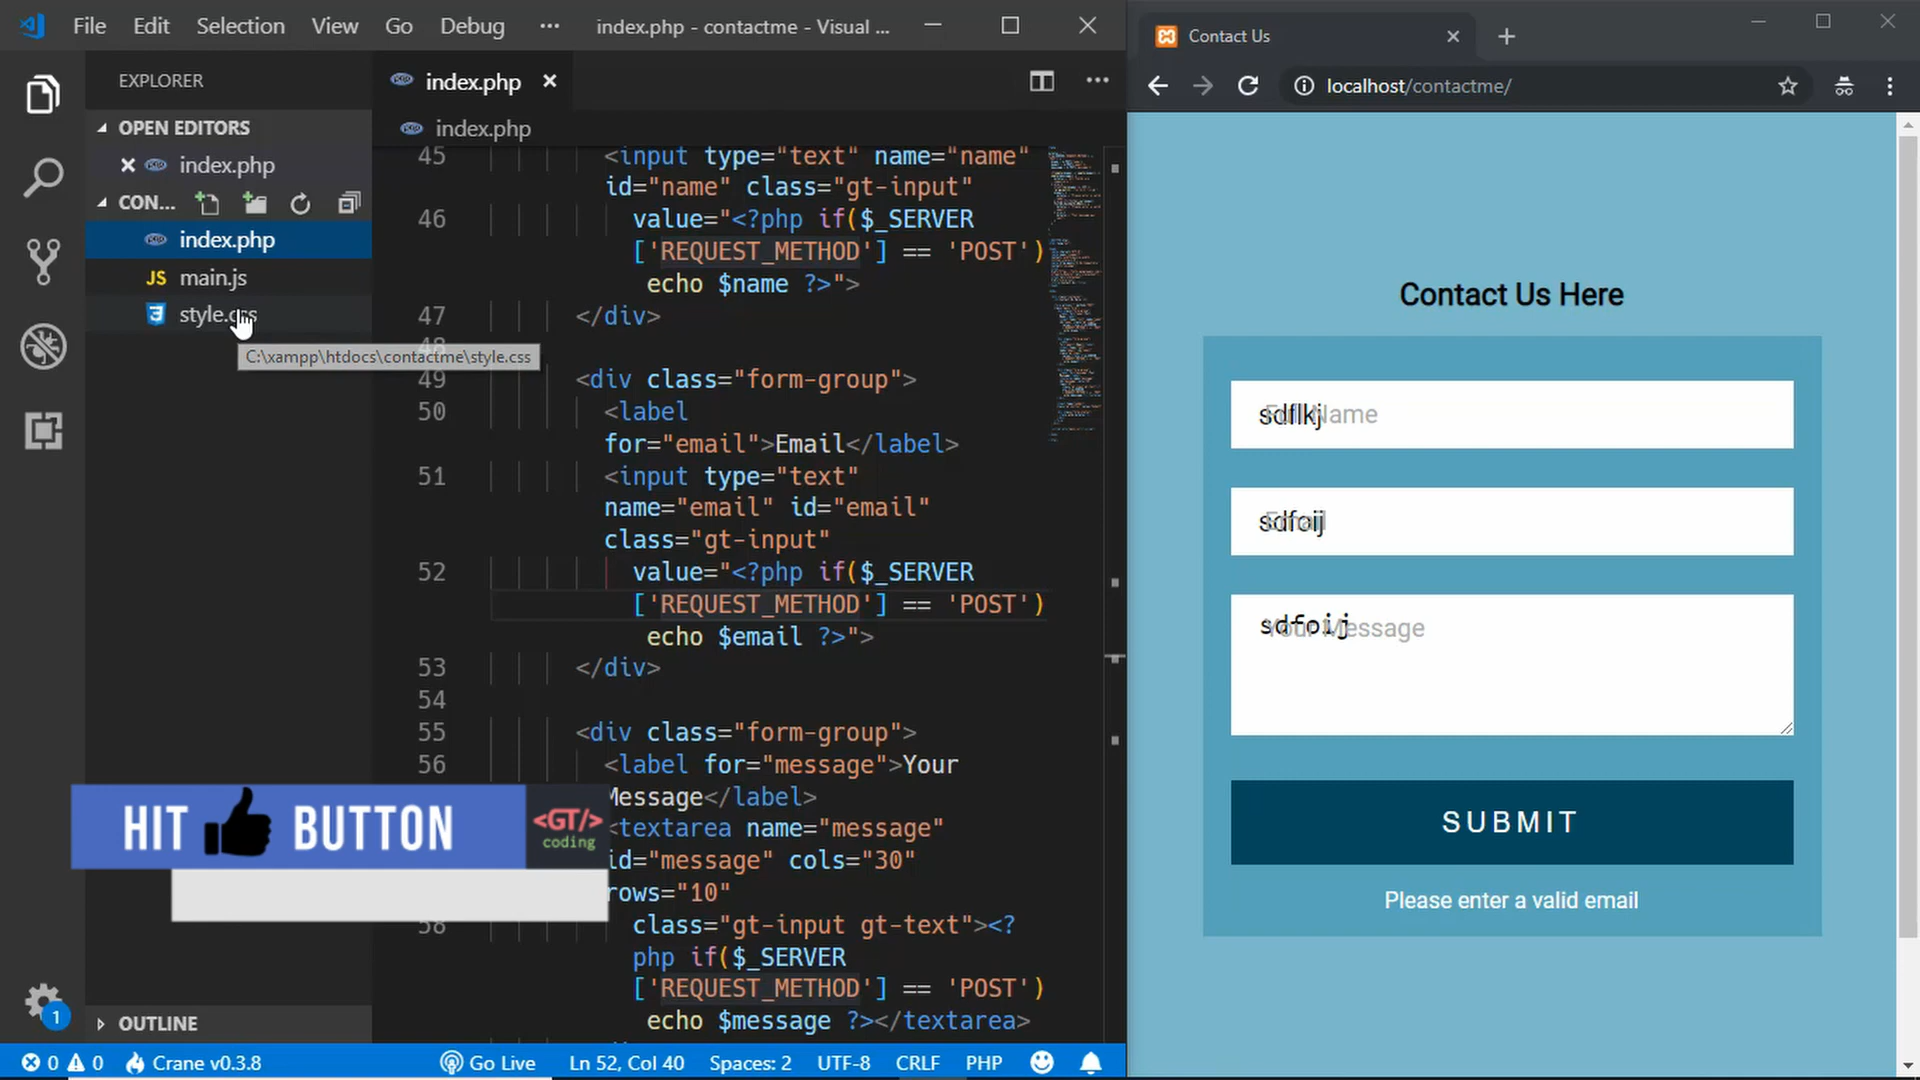 File Edit Selection View Go Debug ··· index.php - contactme - Visual ...
EXPLORER
OPEN EDITORS
index.php
CON...
index.php
JS main.js
style.css
C:\xampp\htdocs\contactme\style.css
OUTLINE
index.php
index.php
45 <input type="text" name="name"
id="name" class="gt-input"
46 value="<?php if($_SERVER
['REQUEST_METHOD'] == 'POST')
echo $name ?>">
47 </div>
49 <div class="form-group">
50 <label
for="email">Email</label>
51 <input type="text"
name="email" id="email"
class="gt-input"
52 value="<?php if($_SERVER
['REQUEST_METHOD'] == 'POST')
echo $email ?>">
53 </div>
54
55 <div class="form-group">
56 <label for="message">Your
Message</label>
<textarea name="message"
id="message" cols="30"
rows="10"
58 class="gt-input gt-text"><?
php if($_SERVER
['REQUEST_METHOD'] == 'POST')
echo $message ?></textarea>
HIT BUTTON
<GT/>
coding
1
0 0 Crane v0.3.8 Go Live Ln 52, Col 40 Spaces: 2 UTF-8 CRLF PHP
Contact Us
localhost/contactme/
Contact Us Here
sdflkj Name
sdfoij Email
sdfoij Your Message
SUBMIT
Please enter a valid email